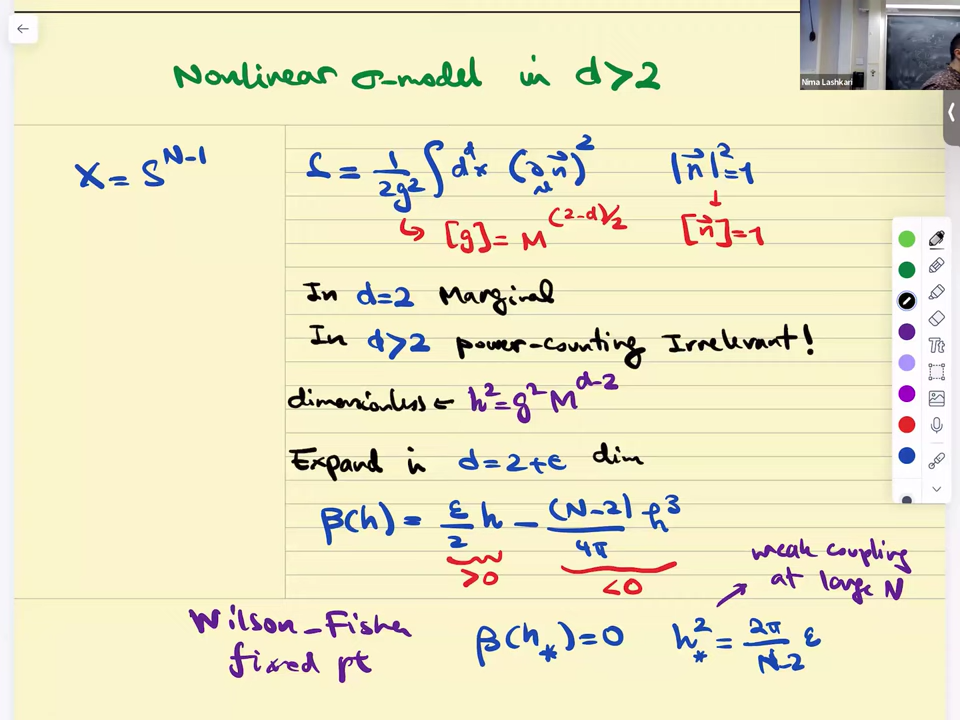 Nonlinear σ-model in d>2
Nima Lashkari
X = S^{N-1}
S = 1/2g² ∫ d^d x (∂_μ n⃗)² |n⃗|² = 1
↳ [g] = M^{(2-d)/2} ↓ [n⃗] = 1
In d=2 Marginal
In d>2 power-counting Irrelevant!
dimensionless ← h² = g² M^{d-2}
Expand in d = 2+ε dim
β(h) = ε/2 h - (N-2)/4π h³
>0 <0
weak coupling
at large N
Wilson-Fisher
fixed pt
β(h_*) = 0 h_*² = 2π/N-2 ε
Tt